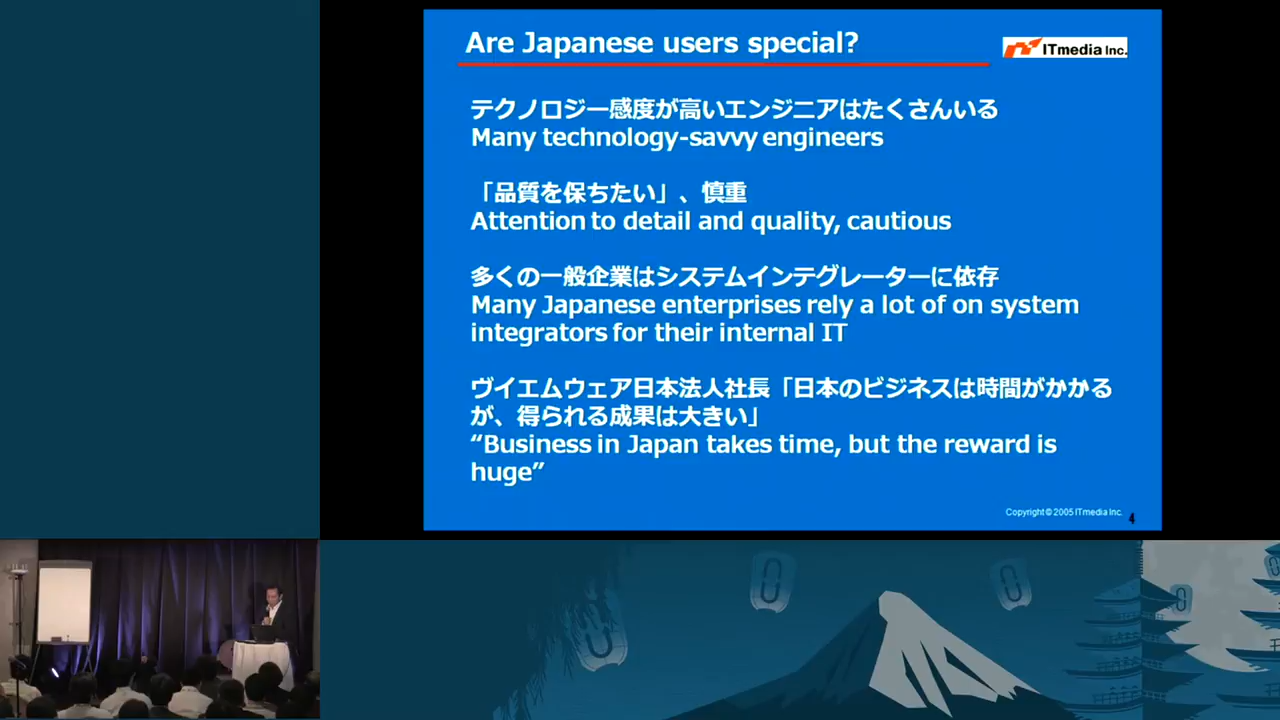 Are Japanese users special?
ITmedia Inc.
テクノロジー感度が高いエンジニアはたくさんいる
Many technology-savvy engineers
「品質を保ちたい」、慎重
Attention to detail and quality, cautious
多くの一般企業はシステムインテグレーターに依存
Many Japanese enterprises rely a lot of on system
integrators for their internal IT
ヴイエムウェア日本法人社長「日本のビジネスは時間がかかる
が、得られる成果は大きい」
“Business in Japan takes time, but the reward is
huge”
Copyright © 2005 ITmedia Inc.
4